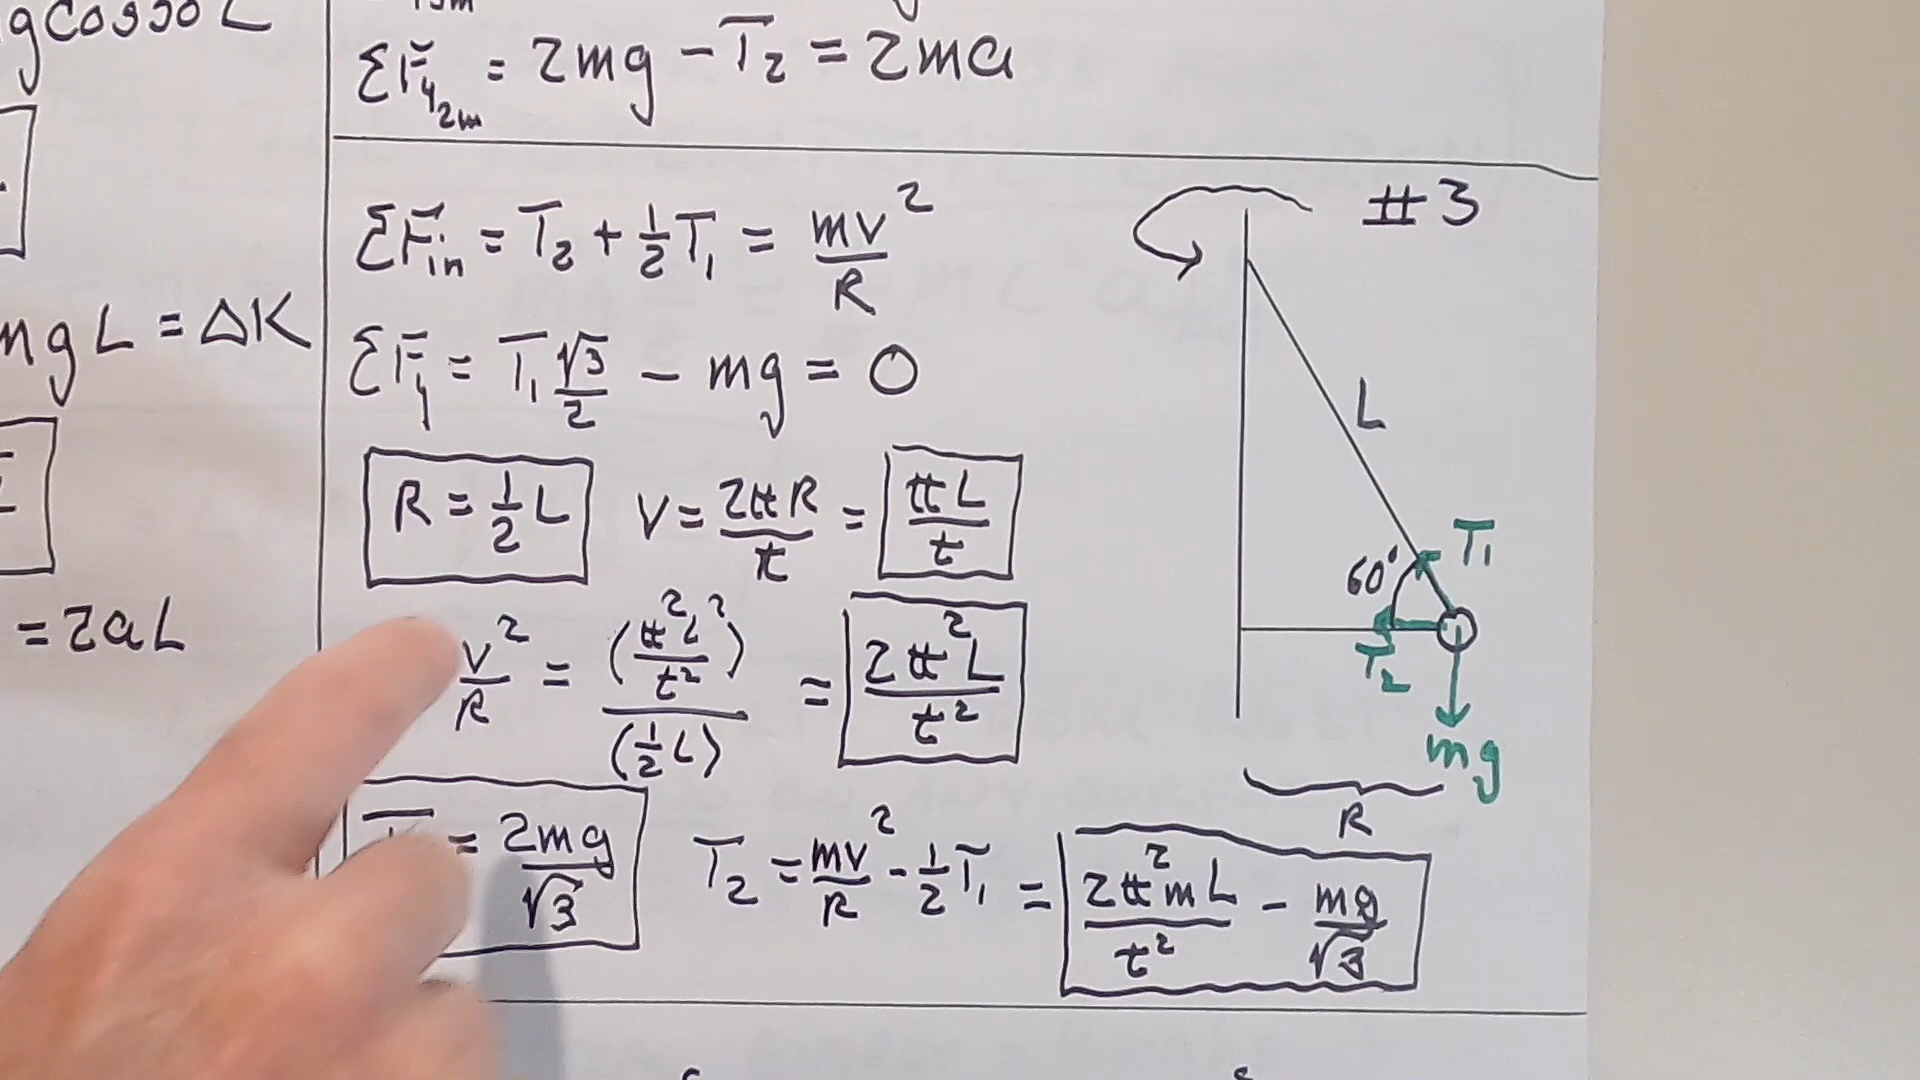 gcos30L
ΣF_y_2m = 2mg - T₂ = 2ma
mgL = ΔK
= 2aL
#3
ΣF_in = T₂ + ½T₁ = mv²/R
ΣF_y = T₁ √3/2 - mg = 0
R = ½L
v = 2πR/t = πL/t
v²/R = (π²L²/t²)/(½L) = 2π²L/t²
= 2mg/√3
T₂ = mv²/R - ½T₁ = 2π²mL/t² - mg/√3
L
60°
T₁
T₂
mg
R